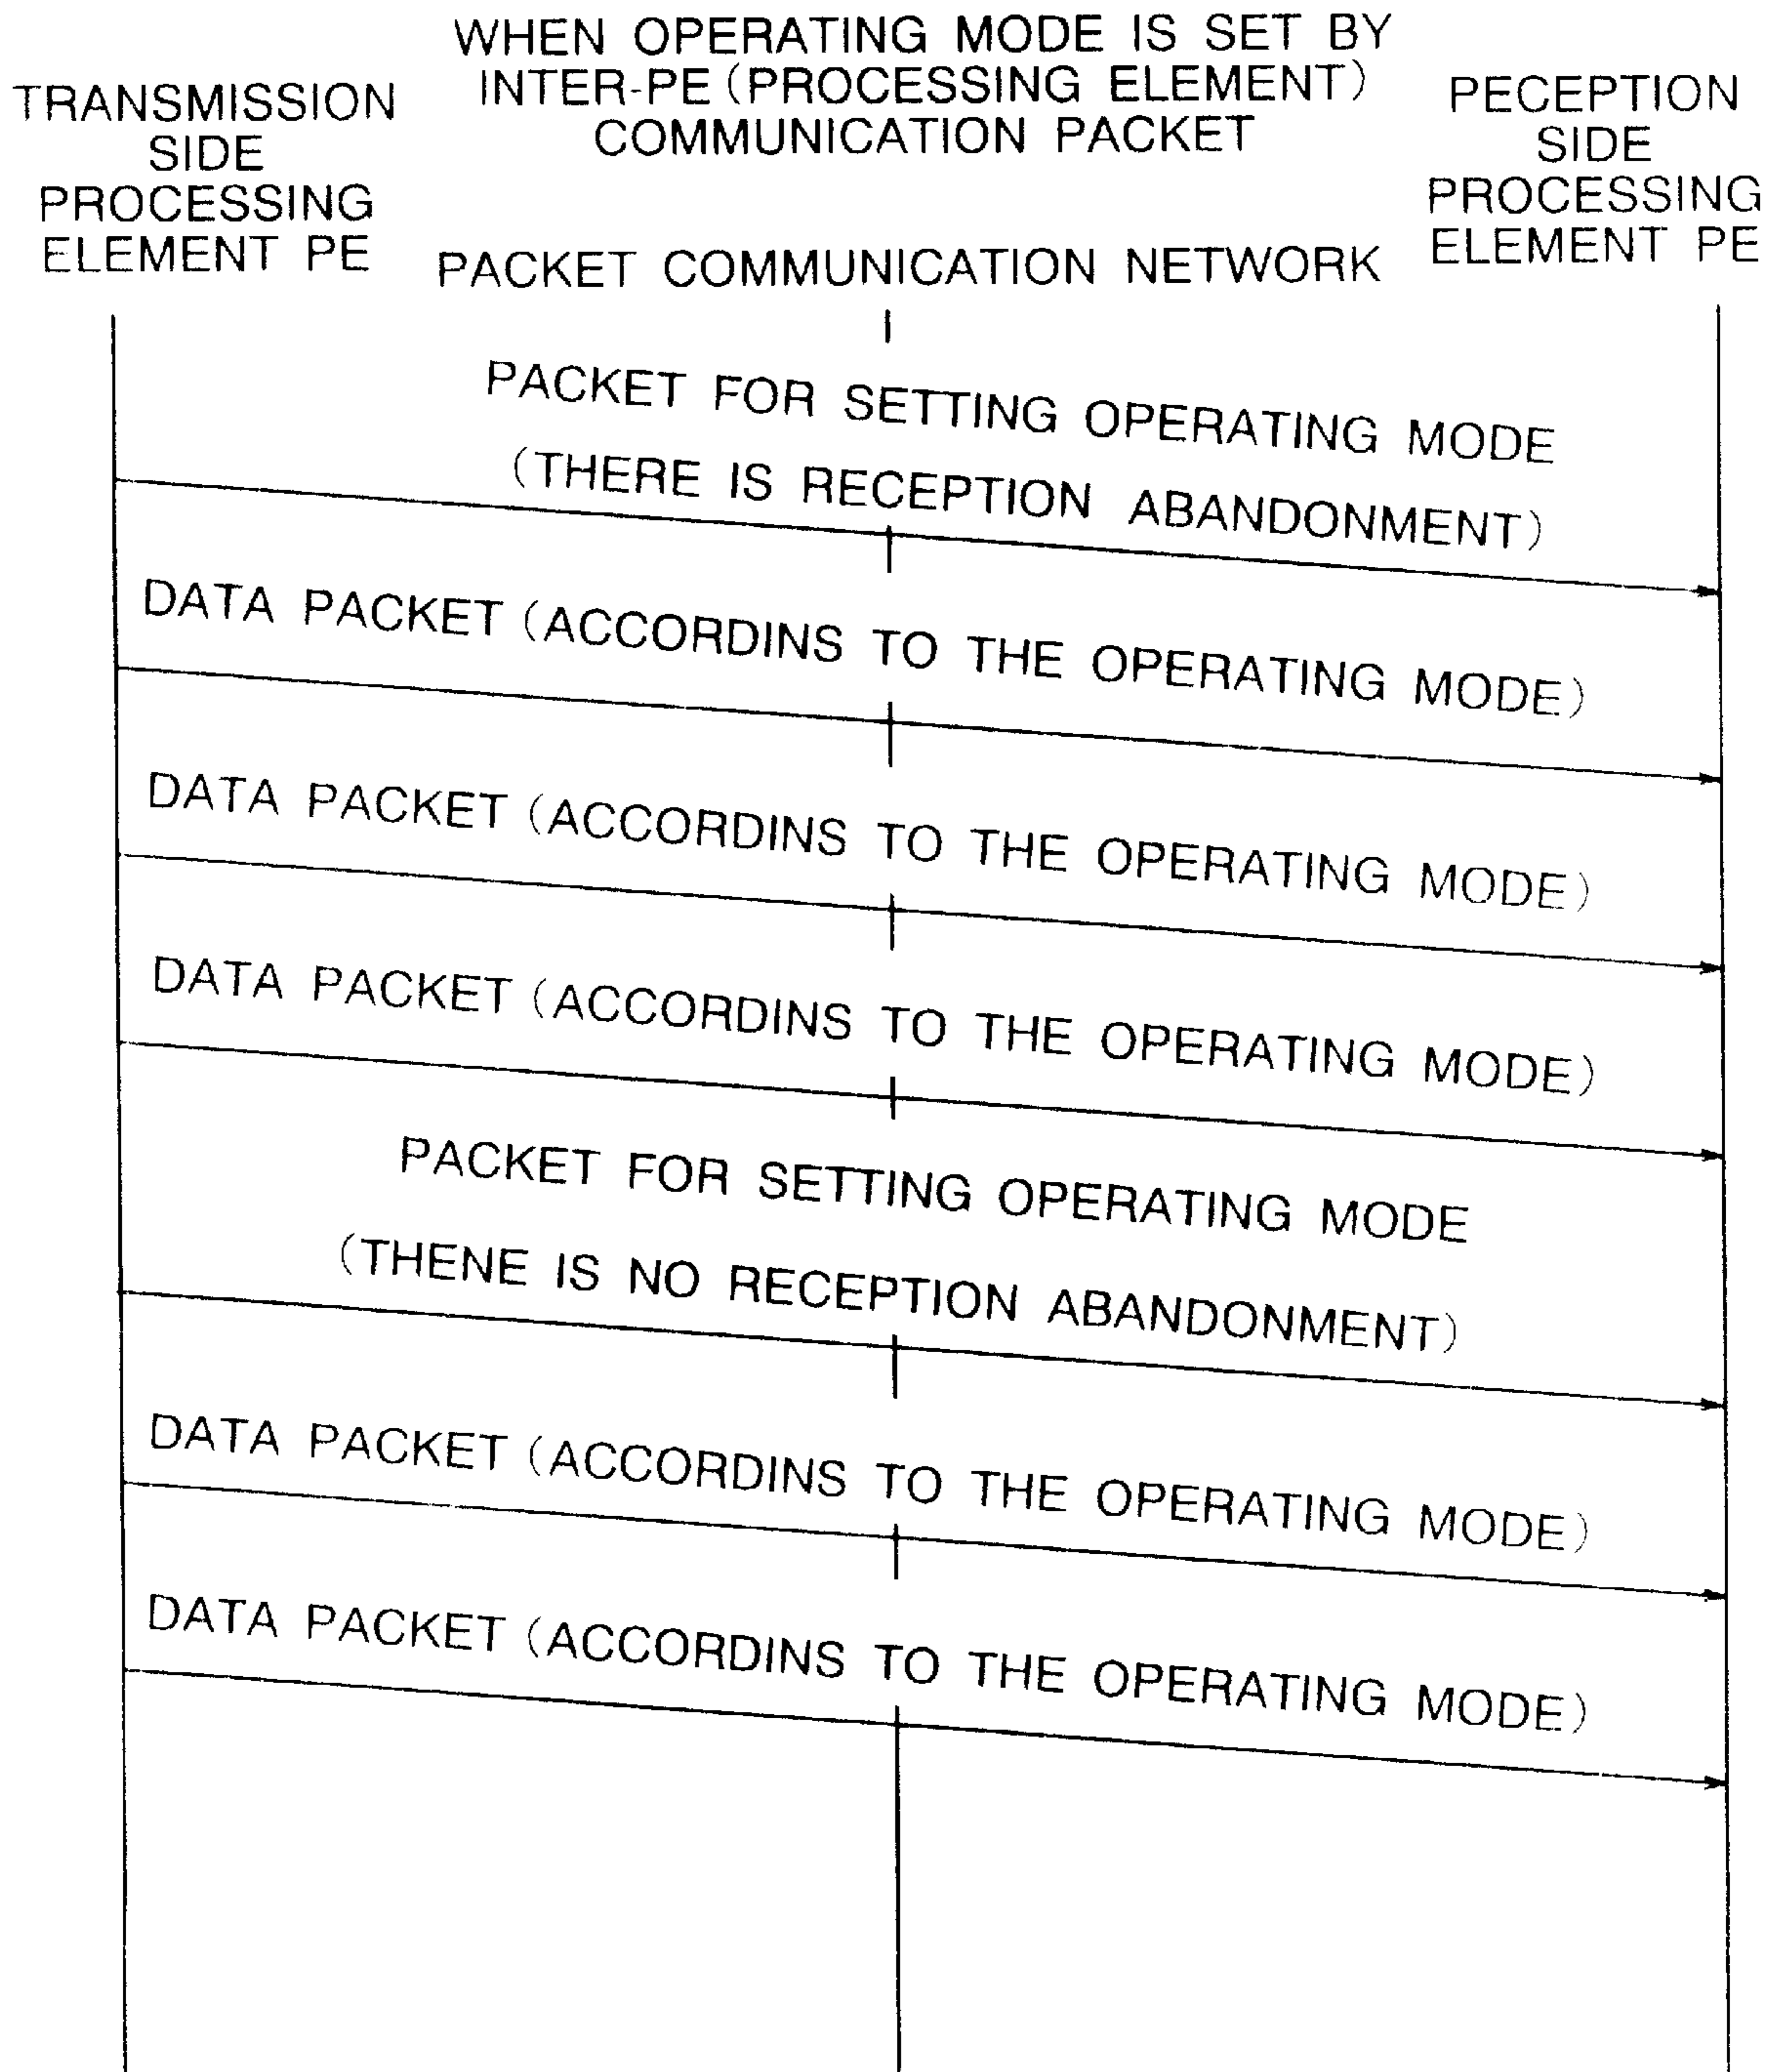 WHEN OPERATING MODE IS SET BY
INTER-PE (PROCESSING ELEMENT)
COMMUNICATION PACKET
TRANSMISSION
SIDE
PROCESSING
ELEMENT PE
PACKET COMMUNICATION NETWORK
PECEPTION
SIDE
PROCESSING
ELEMENT PE
PACKET FOR SETTING OPERATING MODE
(THERE IS RECEPTION ABANDONMENT)
DATA PACKET (ACCORDINS TO THE OPERATING MODE)
DATA PACKET (ACCORDINS TO THE OPERATING MODE)
DATA PACKET (ACCORDINS TO THE OPERATING MODE)
PACKET FOR SETTING OPERATING MODE
(THENE IS NO RECEPTION ABANDONMENT)
DATA PACKET (ACCORDINS TO THE OPERATING MODE)
DATA PACKET (ACCORDINS TO THE OPERATING MODE)